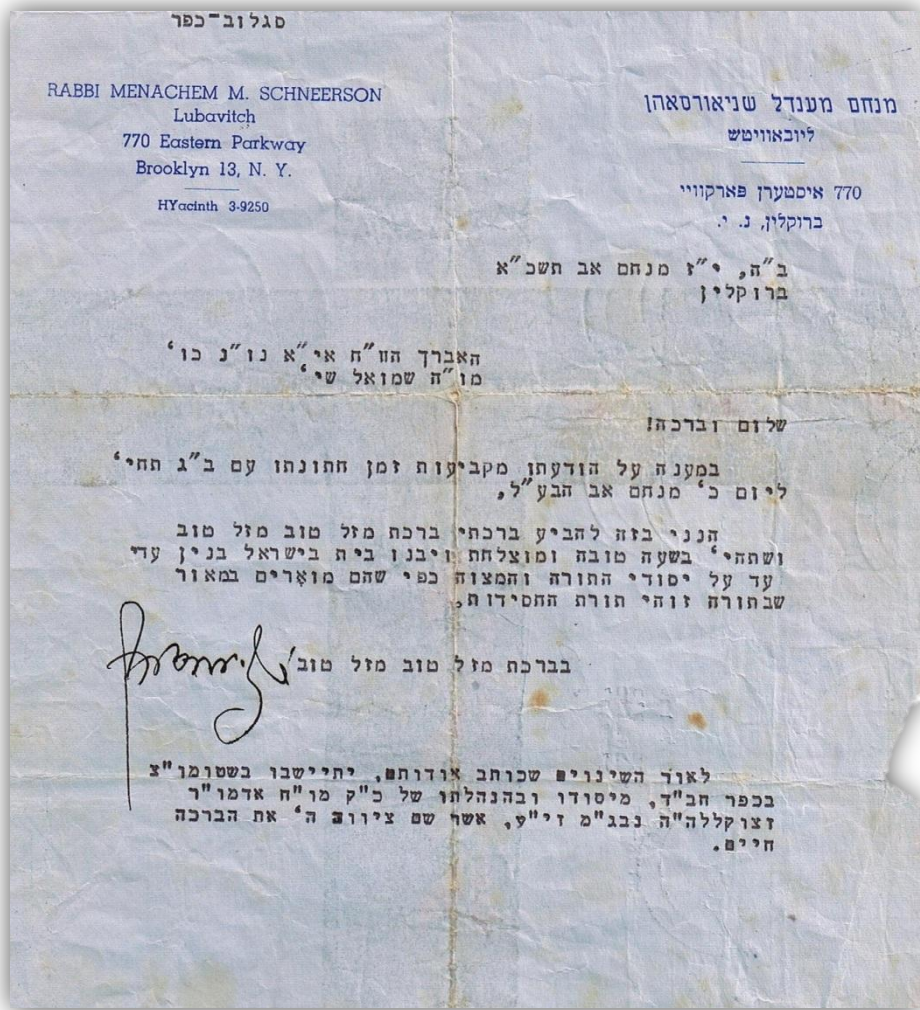 סגלוב-כפר
RABBI MENACHEM M. SCHNEERSON
Lubavitch
770 Eastern Parkway
Brooklyn 13, N. Y.
HYacinth 3-9250
מנחם מענדל שניאורסאהן
ליובאוויטש
770 איסטערן פארקוויי
ברוקלין, נ. י.
ב"ה, י"ז מנחם אב תשכ"א
ברוקלין
האברך הוו"ח אי"א נו"נ כו'
מו"ה שמואל שי'
שלום וברכה!
במענה על הודעתו מקביעות זמן חתונתו עם ב"ג תחי'
ליום כ' מנחם אב הבע"ל,
הנני בזה להביע ברכתי ברכת מזל טוב מזל טוב
ושתהי' בשעה טובה ומוצלחת ויבנו בית בישראל בנין עדי
עד על יסודי התורה והמצוה כפי שהם מוארים במאור
שבתורה זוהי תורת החסידות,
בברכת מזל טוב מזל טוב
לאור השינוים שכותב אודותם, יתיישבו בשטומו"צ
בכפר חב"ד, מיסודו ובהנהלתו של כ"ק מו"ח אדמו"ר
זצוקללה"ה נבג"מ זי"ע, אשר שם ציווה ה' את הברכה
חיים.